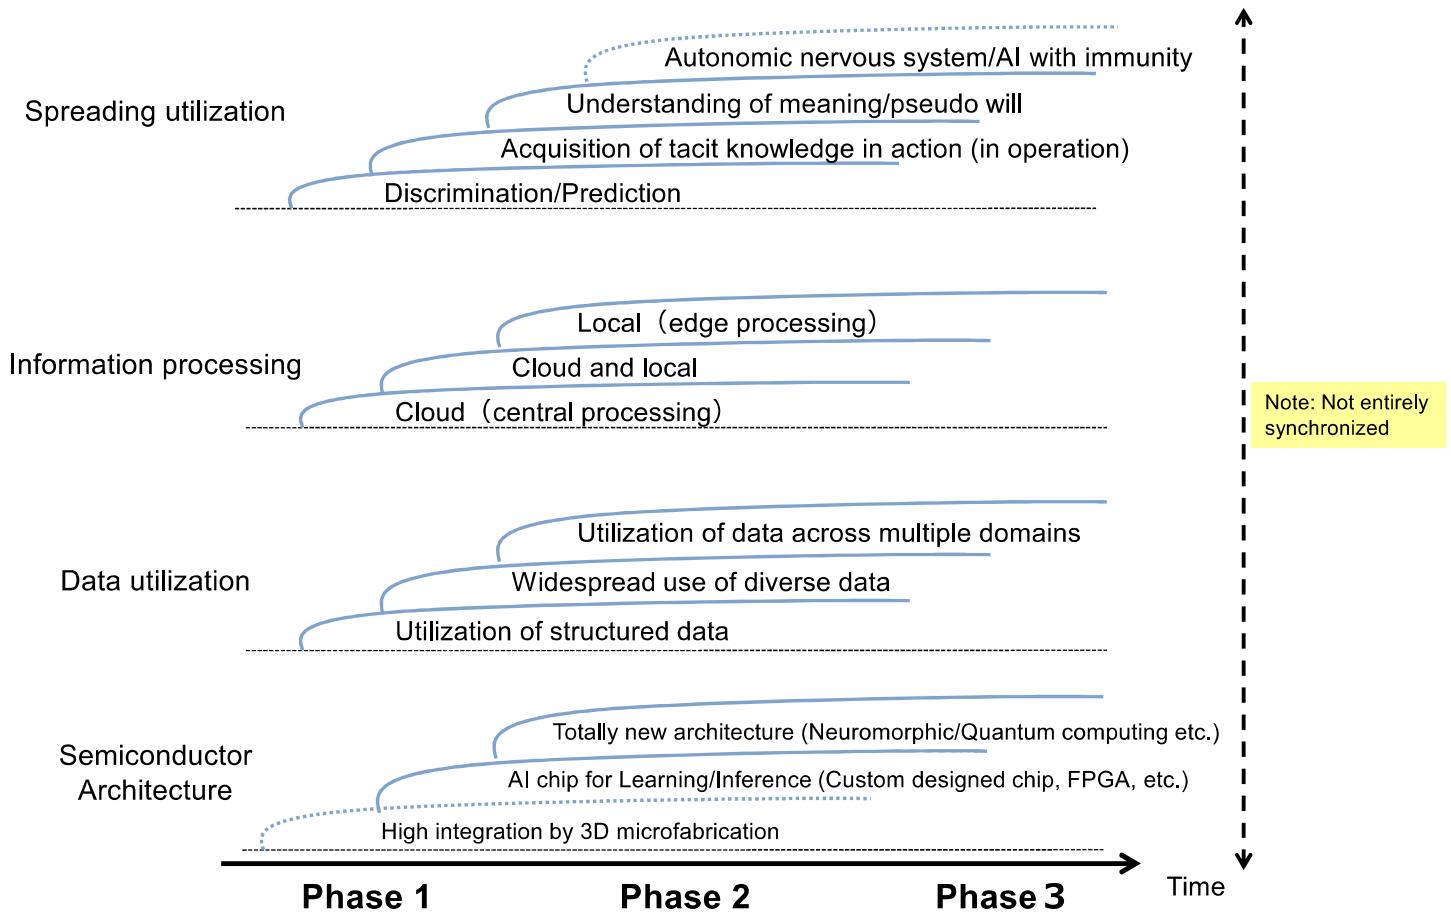 Autonomic nervous system/AI with immunity
Understanding of meaning/pseudo will
Spreading utilization
Acquisition of tacit knowledge in action (in operation)
Discrimination/Prediction
Local（edge processing）
Information processing
Cloud and local
Cloud（central processing）
Note: Not entirely
synchronized
Utilization of data across multiple domains
Data utilization
Widespread use of diverse data
Utilization of structured data
Totally new architecture (Neuromorphic/Quantum computing etc.)
Semiconductor
Architecture
AI chip for Learning/Inference (Custom designed chip, FPGA, etc.)
High integration by 3D microfabrication
Phase 1
Phase 2
Phase 3
Time